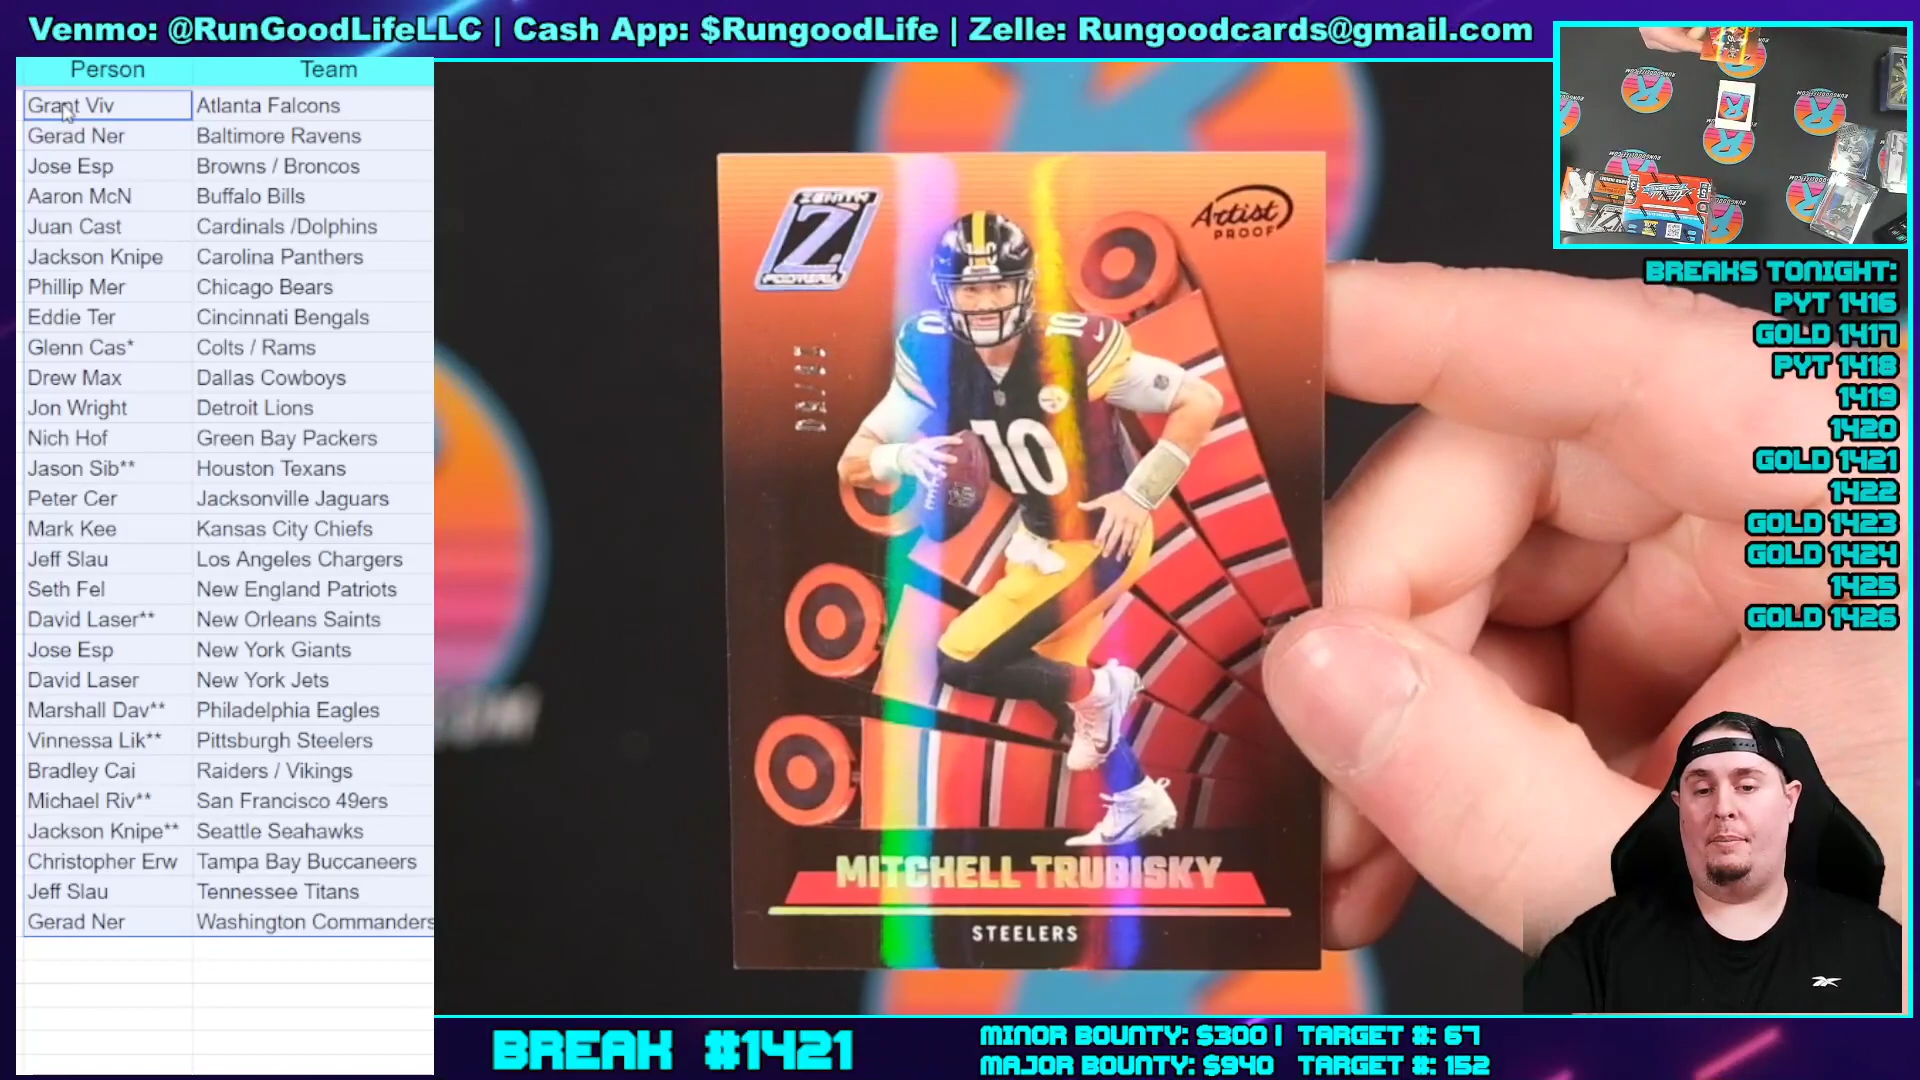 Venmo: @RunGoodLifeLLC | Cash App: $RungoodLife | Zelle: Rungoodcards@gmail.com
Person Team
Grant Viv Atlanta Falcons
Gerad Ner Baltimore Ravens
Jose Esp Browns / Broncos
Aaron McN Buffalo Bills
Juan Cast Cardinals /Dolphins
Jackson Knipe Carolina Panthers
Phillip Mer Chicago Bears
Eddie Ter Cincinnati Bengals
Glenn Cas* Colts / Rams
Drew Max Dallas Cowboys
Jon Wright Detroit Lions
Nich Hof Green Bay Packers
Jason Sib** Houston Texans
Peter Cer Jacksonville Jaguars
Mark Kee Kansas City Chiefs
Jeff Slau Los Angeles Chargers
Seth Fel New England Patriots
David Laser** New Orleans Saints
Jose Esp New York Giants
David Laser New York Jets
Marshall Dav** Philadelphia Eagles
Vinnessa Lik** Pittsburgh Steelers
Bradley Cai Raiders / Vikings
Michael Riv** San Francisco 49ers
Jackson Knipe** Seattle Seahawks
Christopher Erw Tampa Bay Buccaneers
Jeff Slau Tennessee Titans
Gerad Ner Washington Commanders
ZENITH
Z
FOOTBALL
Artist
PROOF
10
10
10
MITCHELL TRUBISKY
STEELERS
BREAKS TONIGHT:
PYT 1416
GOLD 1417
PYT 1418
1419
1420
GOLD 1421
1422
GOLD 1423
GOLD 1424
1425
GOLD 1426
BREAK #1421
MINOR BOUNTY: $300 | TARGET #: 67
MAJOR BOUNTY: $940 TARGET #: 152